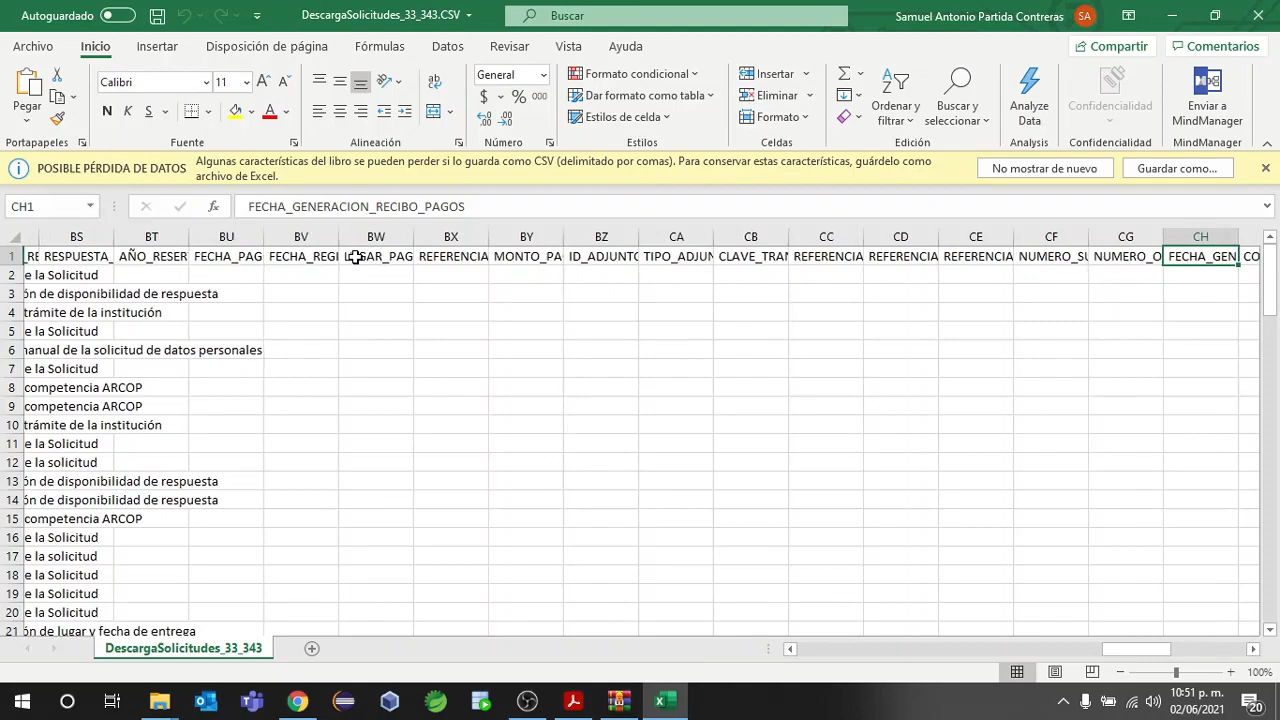 Autoguardado
DescargaSolicitudes_33_343.CSV
Buscar
Samuel Antonio Partida Contreras
SA
Archivo Inicio Insertar Disposición de página Fórmulas Datos Revisar Vista Ayuda
Compartir Comentarios
Pegar
Portapapeles
Calibri 11
N K S
Fuente
Alineación
General
$ % 000
Número
Formato condicional
Dar formato como tabla
Estilos de celda
Estilos
Insertar
Eliminar
Formato
Celdas
Ordenar y filtrar
Buscar y seleccionar
Edición
Analyze Data
Analysis
Confidencialidad
Confidencialidad
Enviar a MindManager
MindManager
POSIBLE PÉRDIDA DE DATOS Algunas características del libro se pueden perder si lo guarda como CSV (delimitado por comas). Para conservar estas características, guárdelo como
archivo de Excel.
No mostrar de nuevo Guardar como...
CH1 fx FECHA_GENERACION_RECIBO_PAGOS
BS BT BU BV BW BX BY BZ CA CB CC CD CE CF CG CH
1 _RE RESPUESTA_ AÑO_RESER FECHA_PAG FECHA_REGI LUGAR_PAG REFERENCIA MONTO_PA ID_ADJUNTO TIPO_ADJUN CLAVE_TRAN REFERENCIA REFERENCIA REFERENCIA NUMERO_SU NUMERO_O FECHA_GEN CO
2 e la Solicitud
3 ón de disponibilidad de respuesta
4 trámite de la institución
5 e la Solicitud
6 nanual de la solicitud de datos personales
7 e la Solicitud
8 competencia ARCOP
9 competencia ARCOP
10 trámite de la institución
11 e la Solicitud
12 e la solicitud
13 ón de disponibilidad de respuesta
14 ón de disponibilidad de respuesta
15 competencia ARCOP
16 e la Solicitud
17 e la Solicitud
18 e la Solicitud
19 e la Solicitud
20 e la Solicitud
21 ón de lugar y fecha de entrega
DescargaSolicitudes_33_343
100%
10:51 p. m.
02/06/2021
20